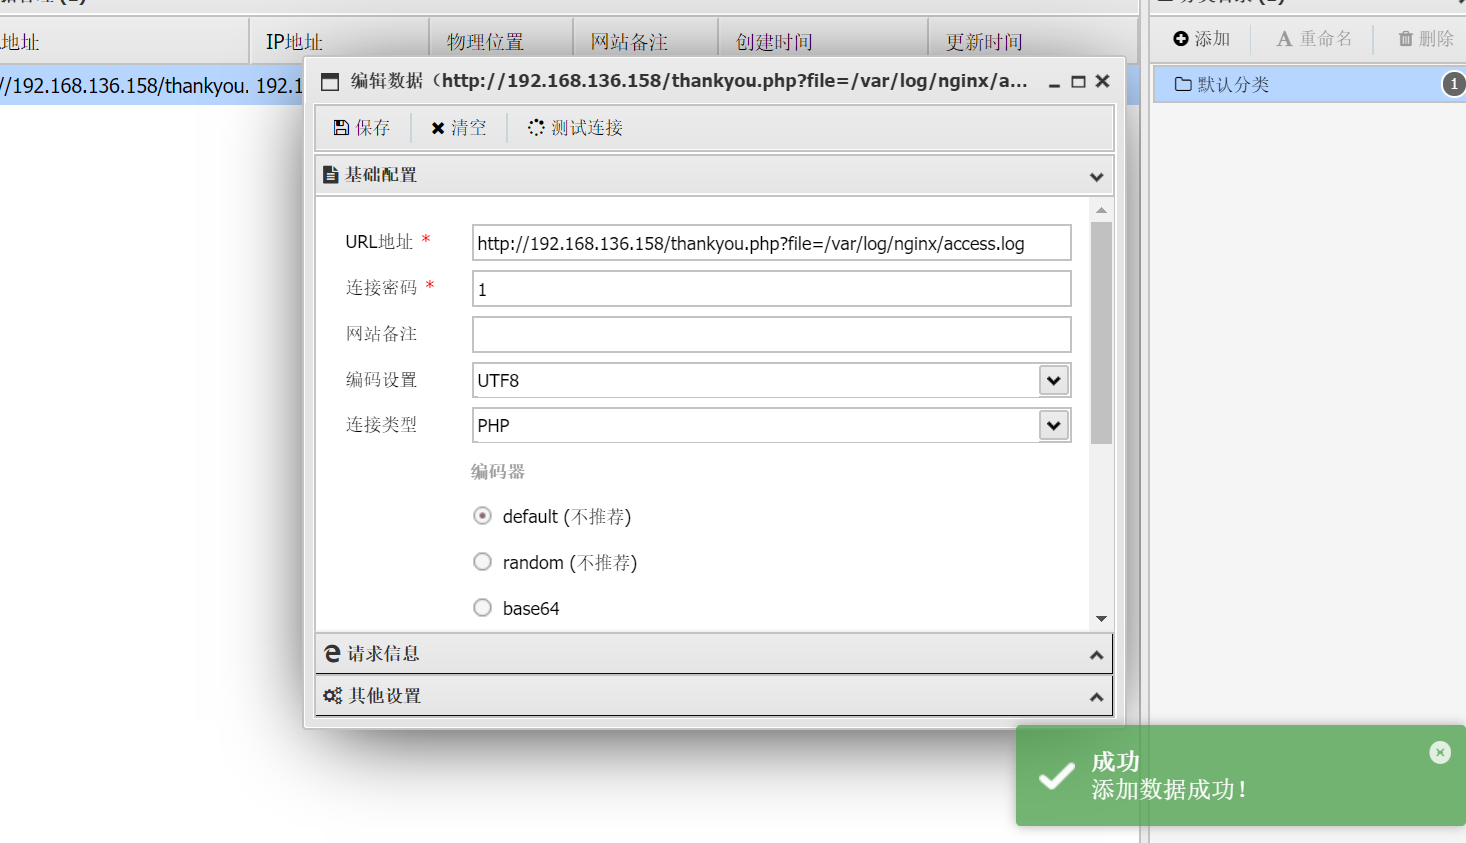 地址
IP地址
物理位置
网站备注
创建时间
更新时间
添加
重命名
删除
//192.168.136.158/thankyou.
192.1
默认分类
1
编辑数据 (http://192.168.136.158/thankyou.php?file=/var/log/nginx/a...
保存
清空
测试连接
基础配置
URL地址 *
http://192.168.136.158/thankyou.php?file=/var/log/nginx/access.log
连接密码 *
1
网站备注
编码设置
UTF8
连接类型
PHP
编码器
default (不推荐)
random (不推荐)
base64
请求信息
其他设置
成功
添加数据成功!